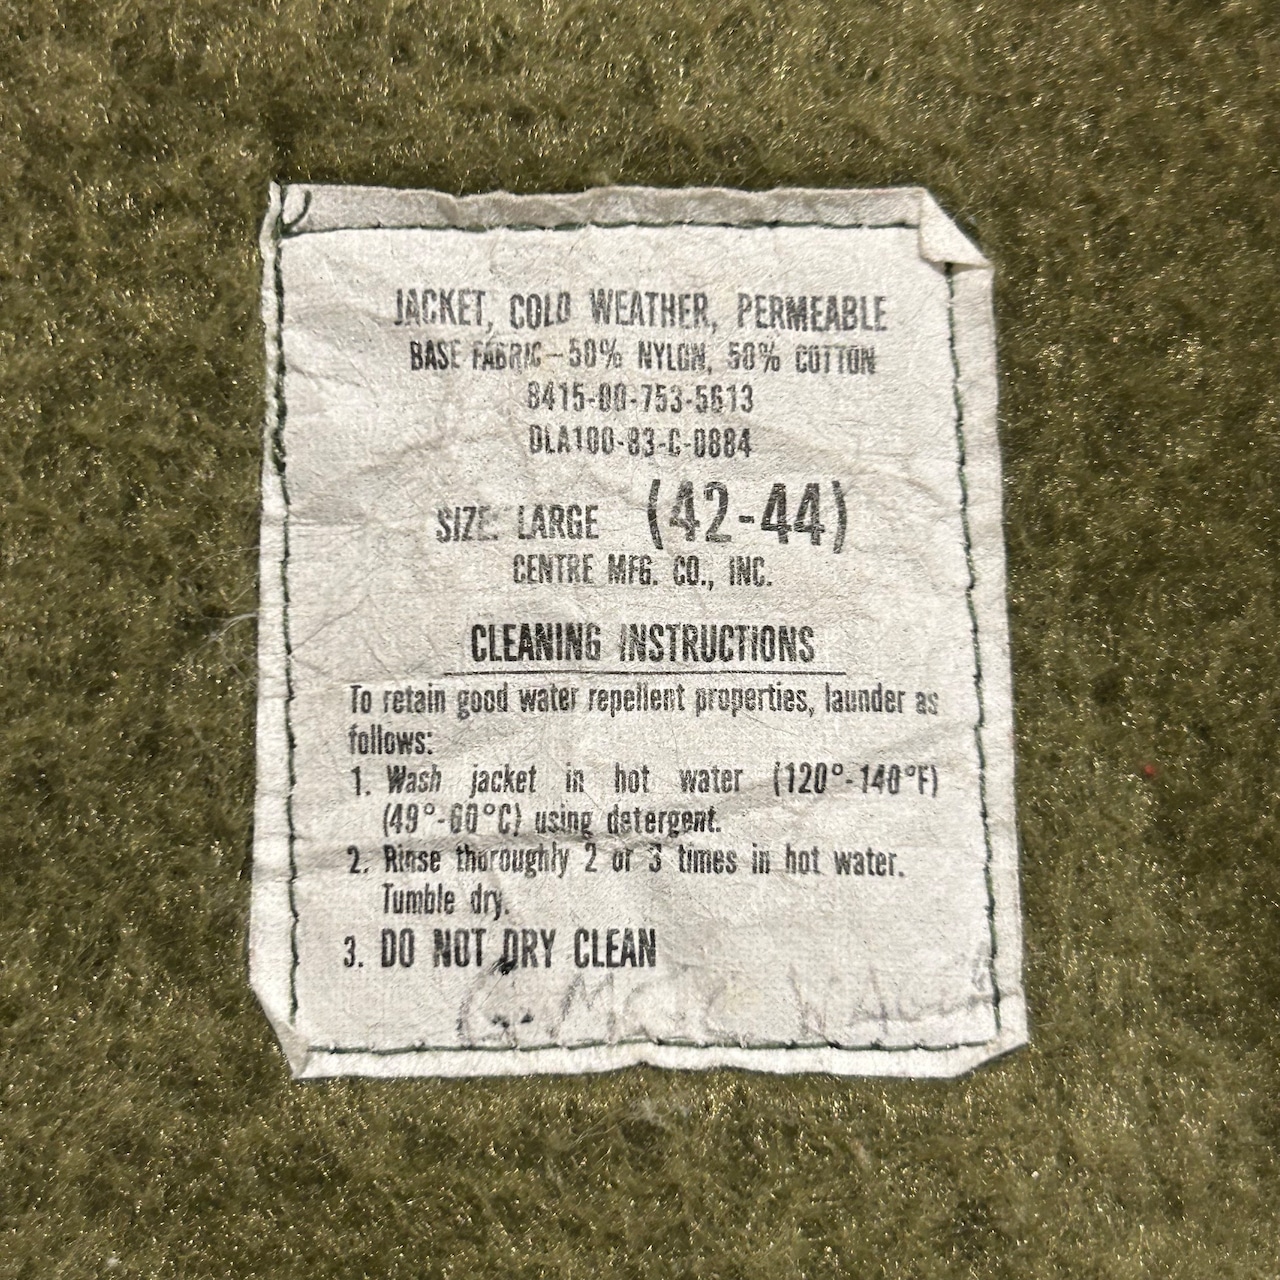 JACKET, COLD WEATHER, PERMEABLE
BASE FABRIC-50% NYLON, 50% COTTON
8415-00-753-5613
DLA100-83-C-0884
SIZE: LARGE (42-44)
CENTRE MFG. CO., INC.
CLEANING INSTRUCTIONS
To retain good water repellent properties, launder as
follows:
1. Wash jacket in hot water (120°-140°F)
(49°-60°C) using detergent.
2. Rinse thoroughly 2 or 3 times in hot water.
Tumble dry.
3. DO NOT DRY CLEAN